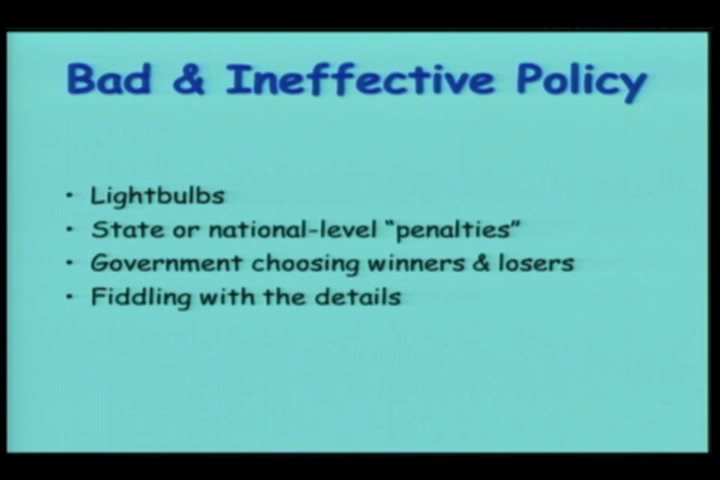 Bad & Ineffective Policy
• Lightbulbs
• State or national-level “penalties”
• Government choosing winners & losers
• Fiddling with the details